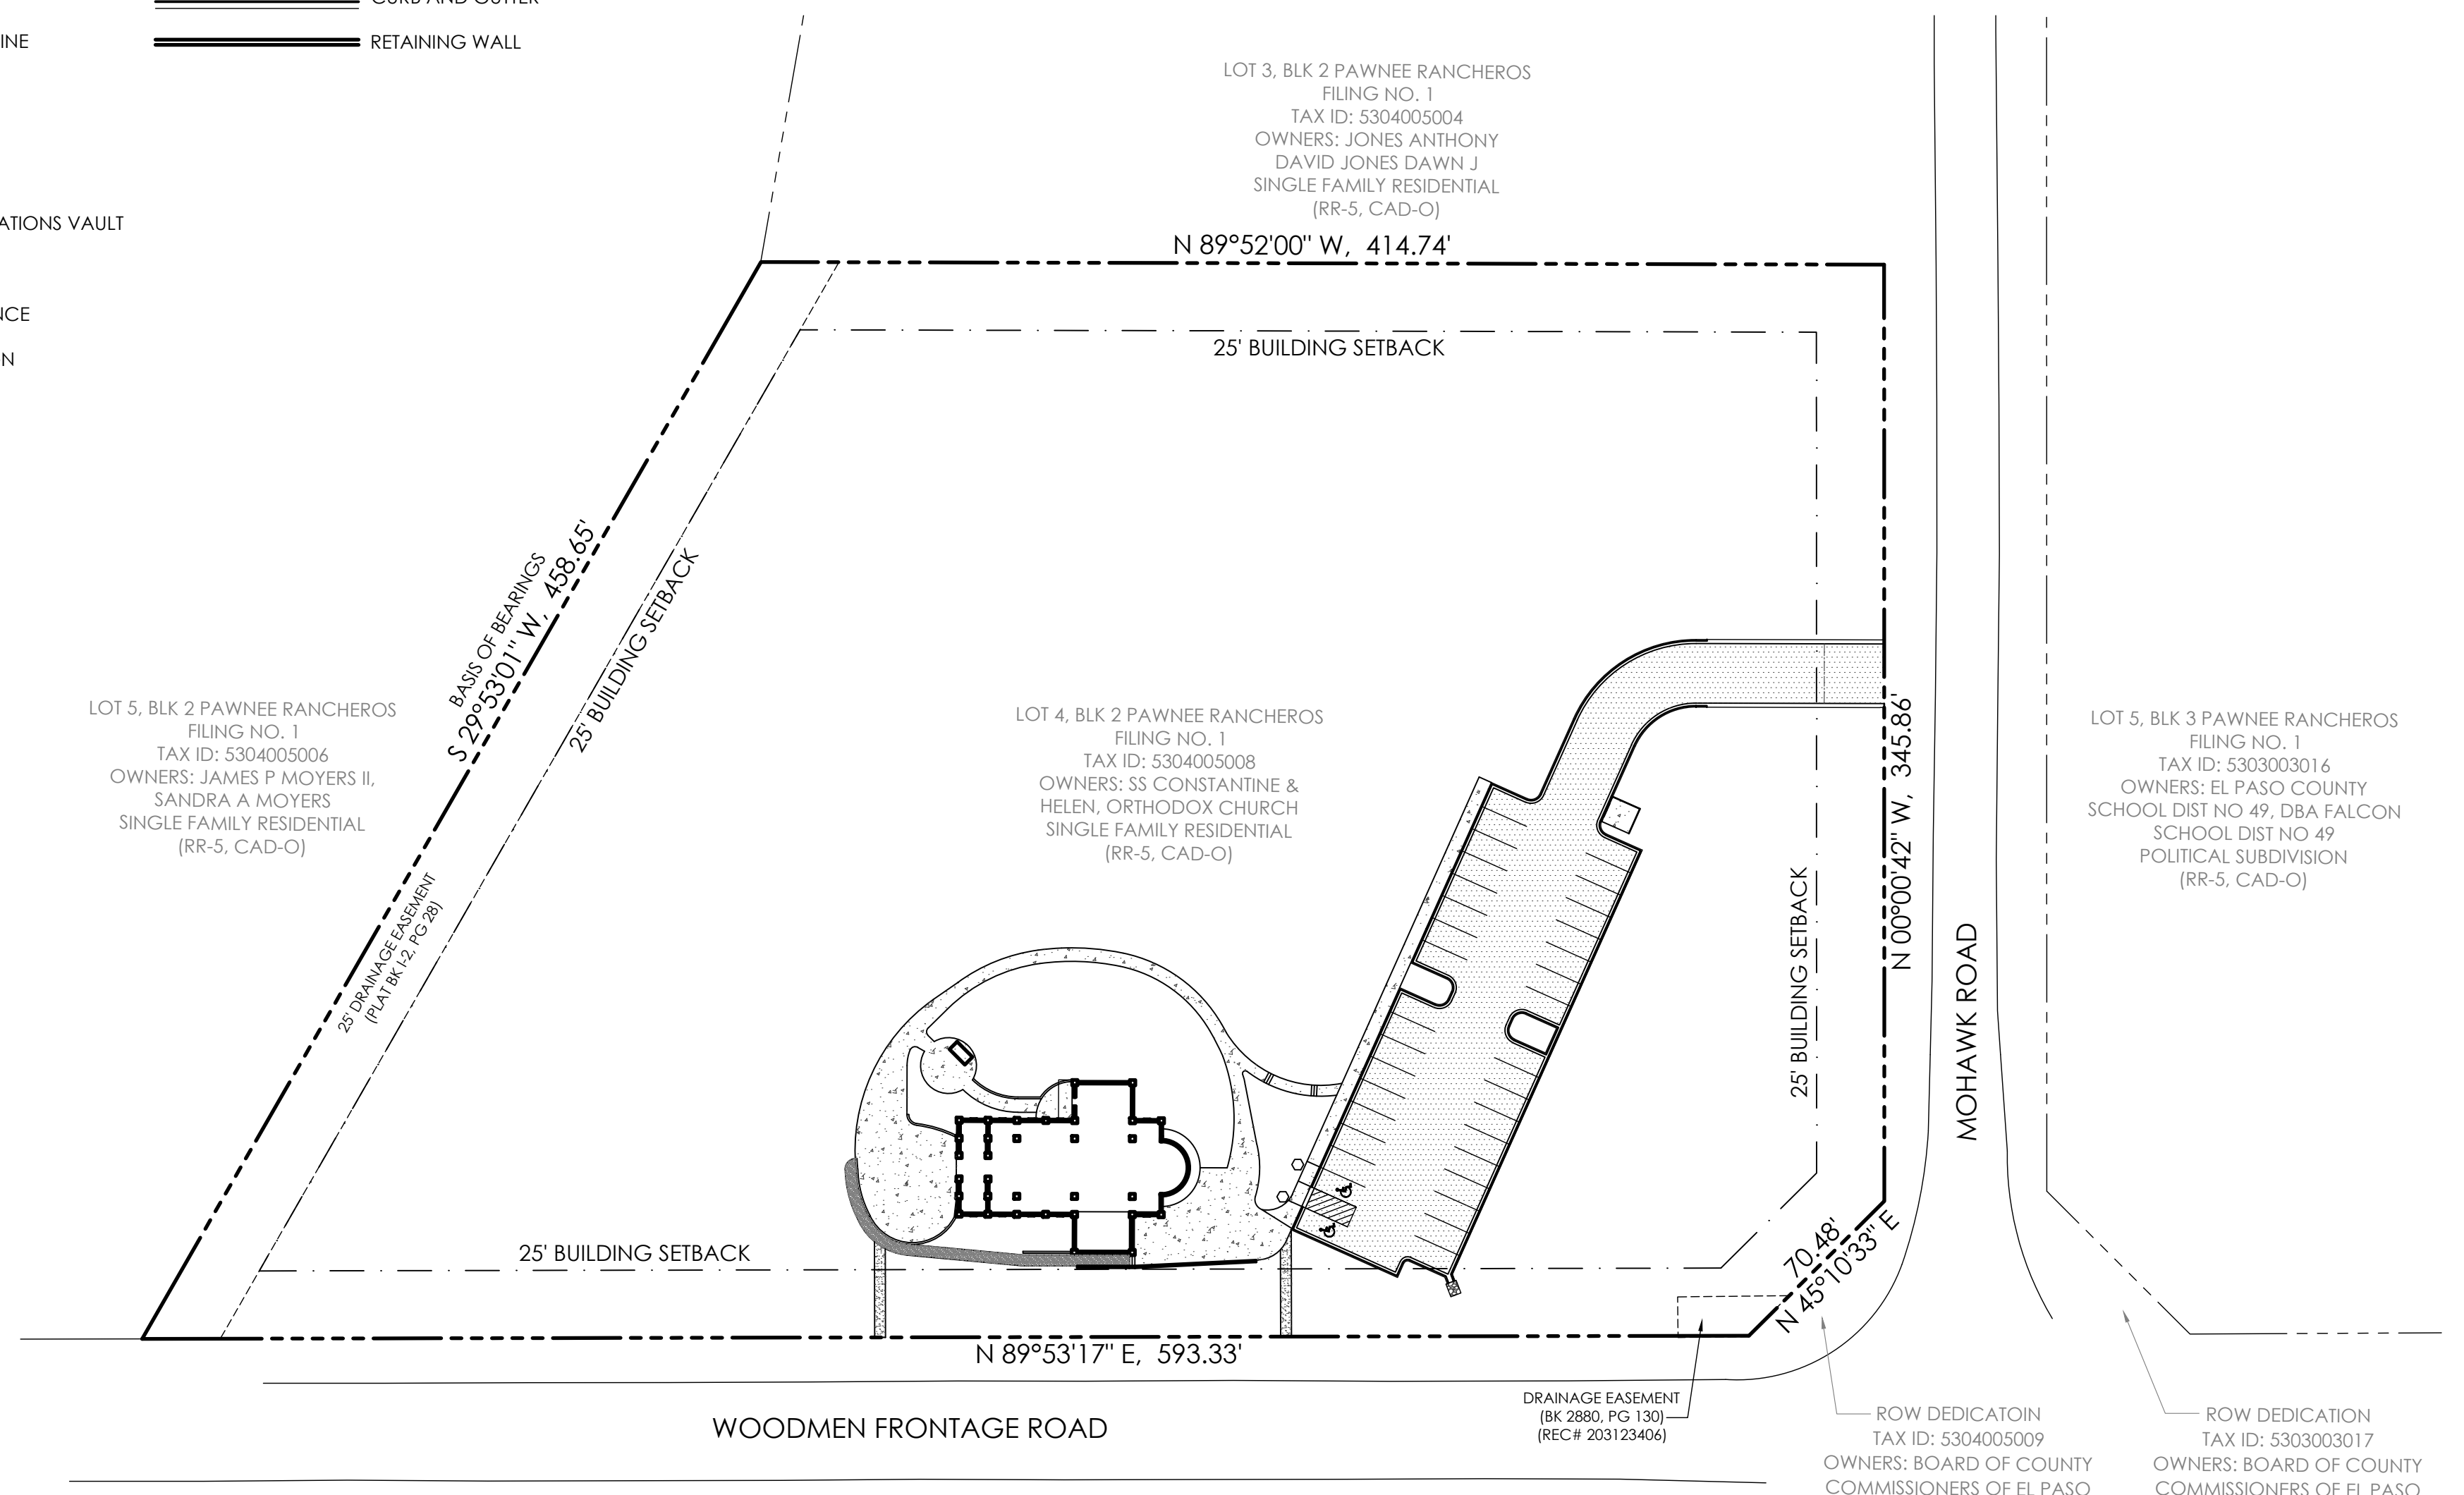 CURB AND GUTTER
INE
RETAINING WALL
ATIONS VAULT
NCE
N
LOT 3, BLK 2 PAWNEE RANCHEROS
FILING NO. 1
TAX ID: 5304005004
OWNERS: JONES ANTHONY
DAVID JONES DAWN J
SINGLE FAMILY RESIDENTIAL
(RR-5, CAD-O)
N 89°52'00" W, 414.74'
25' BUILDING SETBACK
BASIS OF BEARINGS
S 29°53'01" W, 458.65'
25' BUILDING SETBACK
25' DRAINAGE EASEMENT
(PLAT BK I-2, PG 28)
LOT 5, BLK 2 PAWNEE RANCHEROS
FILING NO. 1
TAX ID: 5304005006
OWNERS: JAMES P MOYERS II,
SANDRA A MOYERS
SINGLE FAMILY RESIDENTIAL
(RR-5, CAD-O)
LOT 4, BLK 2 PAWNEE RANCHEROS
FILING NO. 1
TAX ID: 5304005008
OWNERS: SS CONSTANTINE &
HELEN, ORTHODOX CHURCH
SINGLE FAMILY RESIDENTIAL
(RR-5, CAD-O)
25' BUILDING SETBACK
N 00°00'42" W, 345.86'
MOHAWK ROAD
LOT 5, BLK 3 PAWNEE RANCHEROS
FILING NO. 1
TAX ID: 5303003016
OWNERS: EL PASO COUNTY
SCHOOL DIST NO 49, DBA FALCON
SCHOOL DIST NO 49
POLITICAL SUBDIVISION
(RR-5, CAD-O)
25' BUILDING SETBACK
70.48'
N 45°10'33" E
N 89°53'17" E, 593.33'
WOODMEN FRONTAGE ROAD
DRAINAGE EASEMENT
(BK 2880, PG 130)
(REC# 203123406)
ROW DEDICATOIN
TAX ID: 5304005009
OWNERS: BOARD OF COUNTY
COMMISSIONERS OF EL PASO
ROW DEDICATION
TAX ID: 5303003017
OWNERS: BOARD OF COUNTY
COMMISSIONERS OF EL PASO